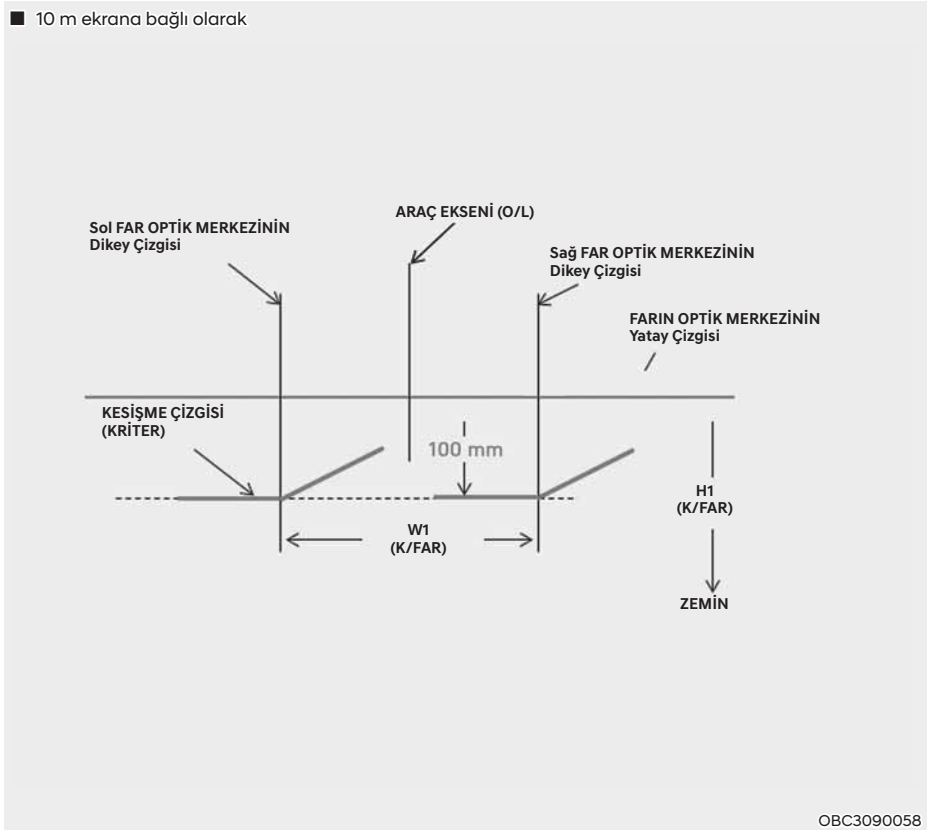 ■ 10 m ekrana bağlı olarak
ARAÇ EKSENİ (O/L)
Sol FAR OPTİK MERKEZİNİN
Dikey Çizgisi
Sağ FAR OPTİK MERKEZİNİN
Dikey Çizgisi
FARIN OPTİK MERKEZİNİN
Yatay Çizgisi
KESİŞME ÇİZGİSİ
(KRİTER)
100 mm
H1
(K/FAR)
W1
(K/FAR)
ZEMİN
OBC3090058